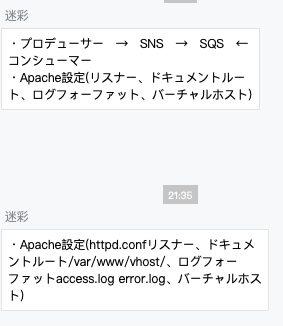 迷彩
・プロデューサー　→　SNS　→　SQS　←
コンシューマー
・Apache設定(リスナー、ドキュメントルー
ト、ログフォーファット、バーチャルホスト)
21:35
迷彩
・Apache設定(httpd.confリスナー、ドキュメ
ントルート/var/www/vhost/、ログフォー
ファットaccess.log error.log、バーチャルホス
ト)